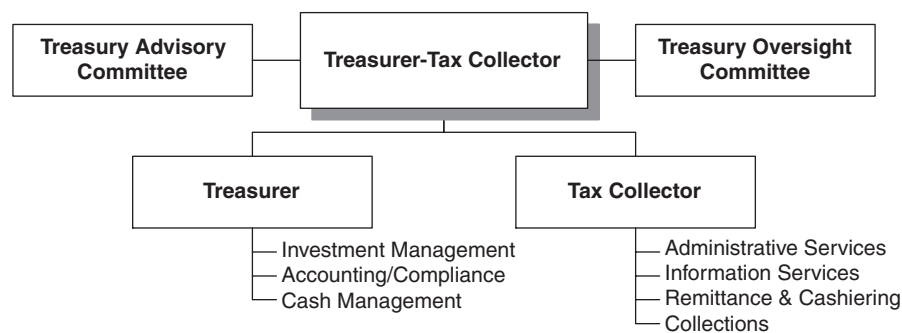 Treasury Advisory
Committee
Treasurer-Tax Collector
Treasury Oversight
Committee
Treasurer
Investment Management
Accounting/Compliance
Cash Management
Tax Collector
Administrative Services
Information Services
Remittance & Cashiering
Collections